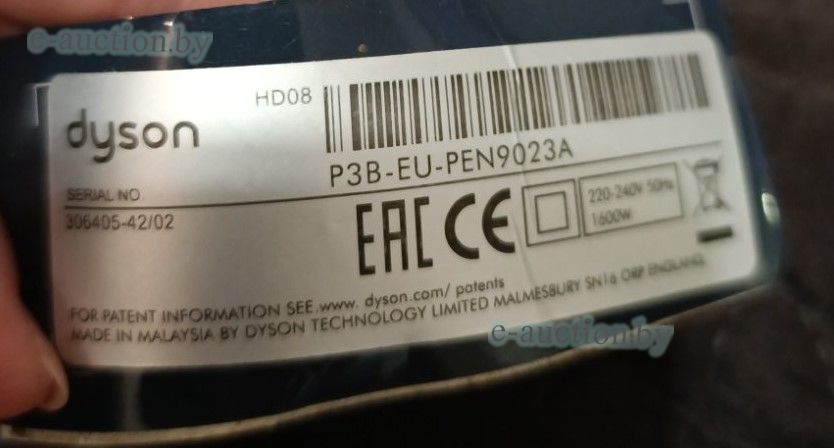 e-auction.by
dyson
HD08
P3B-EU-PEN9023A
SERIAL NO
306405-42/02
EAC CE
220-240V 50Hz
1600W
FOR PATENT INFORMATION SEE www. dyson.com/ patents
MADE IN MALAYSIA BY DYSON TECHNOLOGY LIMITED MALMESBURY SN16 ORP ENGLAND
e-auction.by